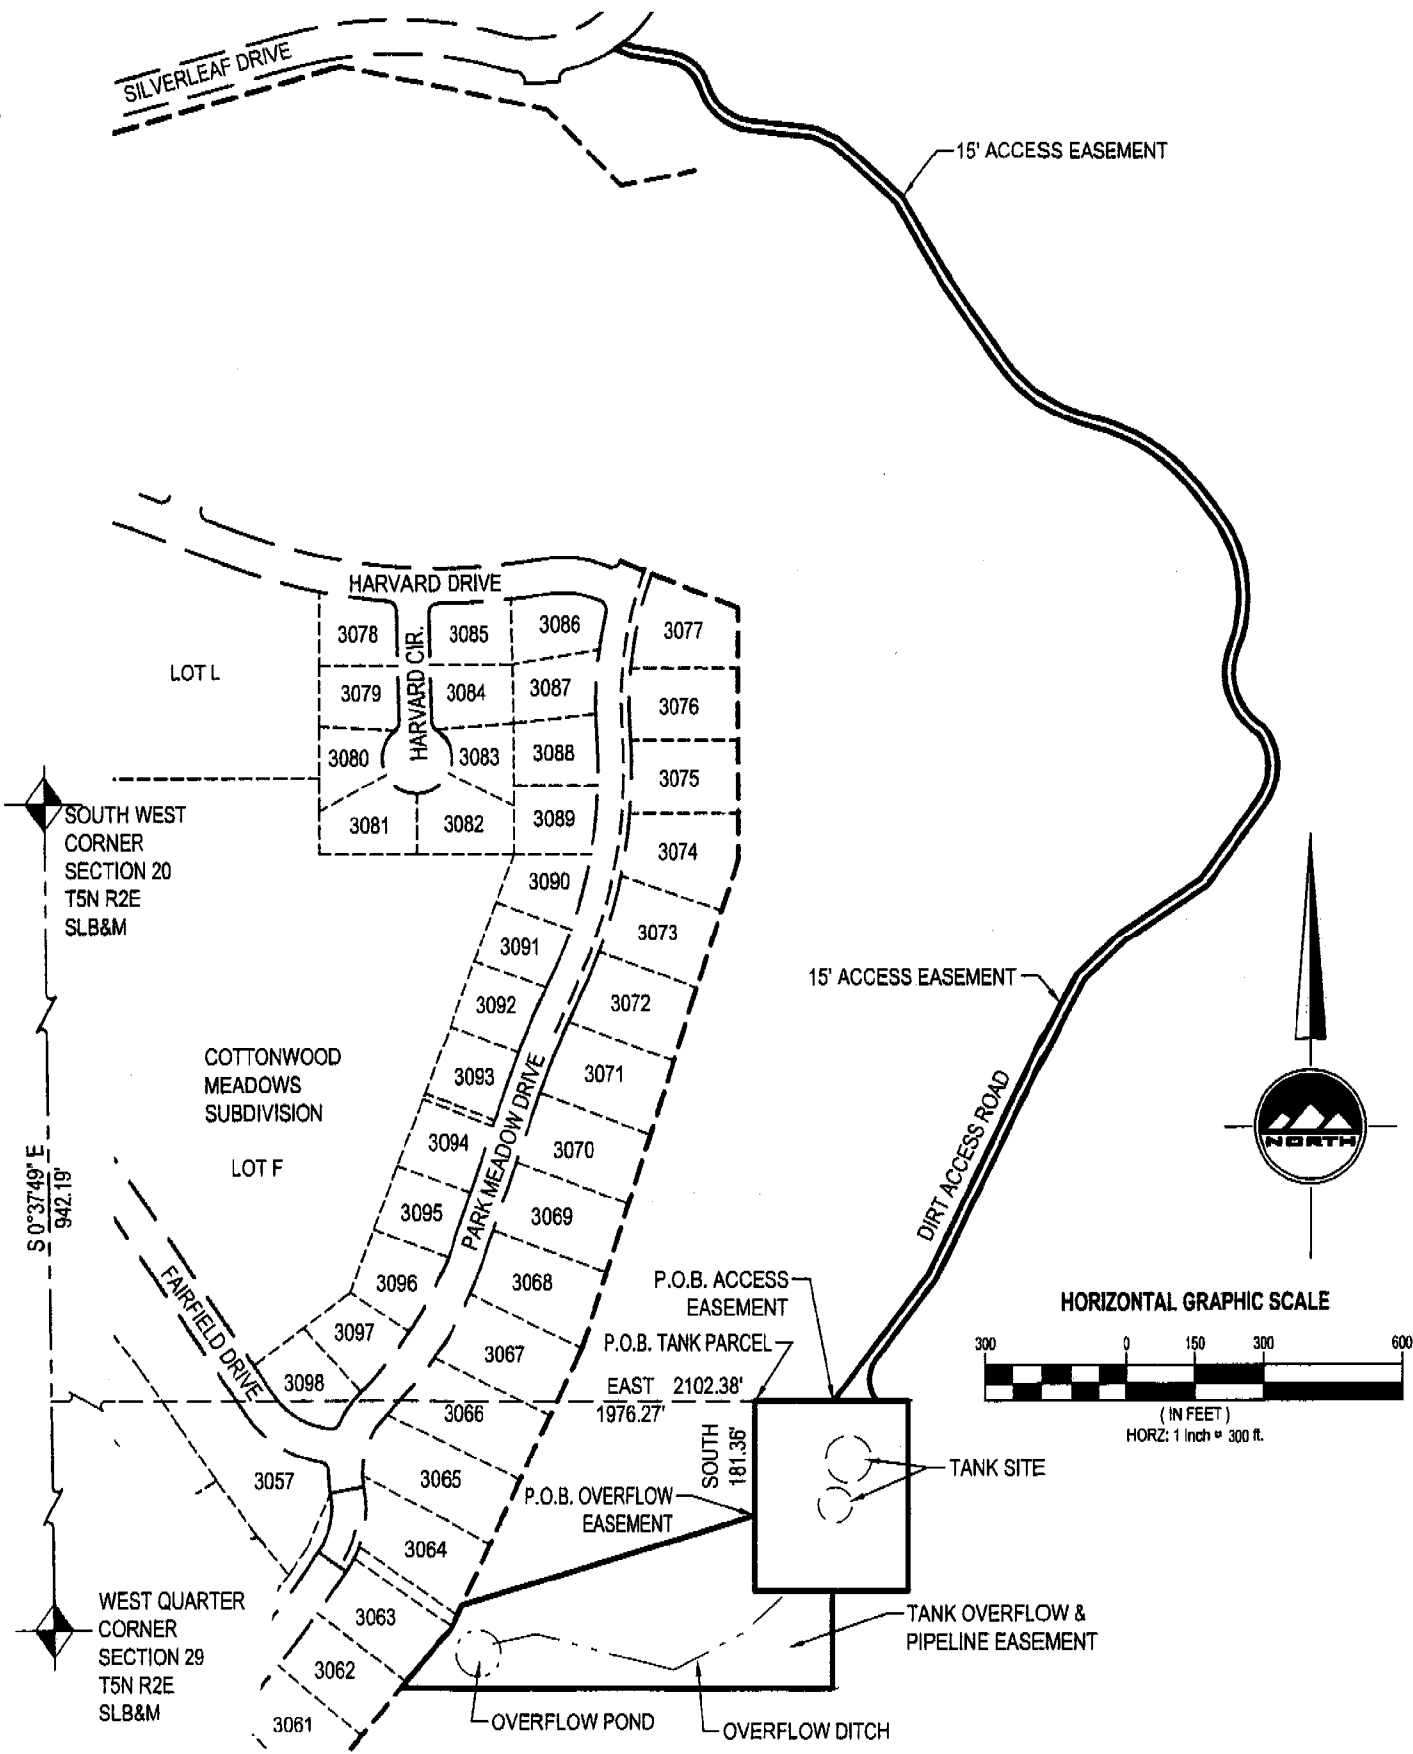 SILVERLEAF DRIVE
15' ACCESS EASEMENT
HARVARD DRIVE
3078
3085
3086
3077
HARVARD CIR.
LOT L
3079
3084
3087
3076
3080
3083
3088
3075
3081
3082
3089
3074
SOUTH WEST
CORNER
SECTION 20
T5N R2E
SLB&M
3090
3091
3073
3092
3072
15' ACCESS EASEMENT
COTTONWOOD
MEADOWS
SUBDIVISION
LOT F
3093
3071
PARK MEADOW DRIVE
DIRT ACCESS ROAD
NORTH
3094
3070
3095
3069
S 0°37'49" E
942.19'
3096
3068
FAIRFIELD DRIVE
P.O.B. ACCESS
EASEMENT
HORIZONTAL GRAPHIC SCALE
3097
3067
P.O.B. TANK PARCEL
300 0 150 300 600
3098
EAST 2102.38'
3066
1976.27'
( IN FEET )
HORZ: 1 inch = 300 ft.
SOUTH
181.36'
TANK SITE
3057
3065
P.O.B. OVERFLOW
EASEMENT
3064
WEST QUARTER
CORNER
SECTION 29
T5N R2E
SLB&M
3063
TANK OVERFLOW &
PIPELINE EASEMENT
3062
3061
OVERFLOW POND
OVERFLOW DITCH